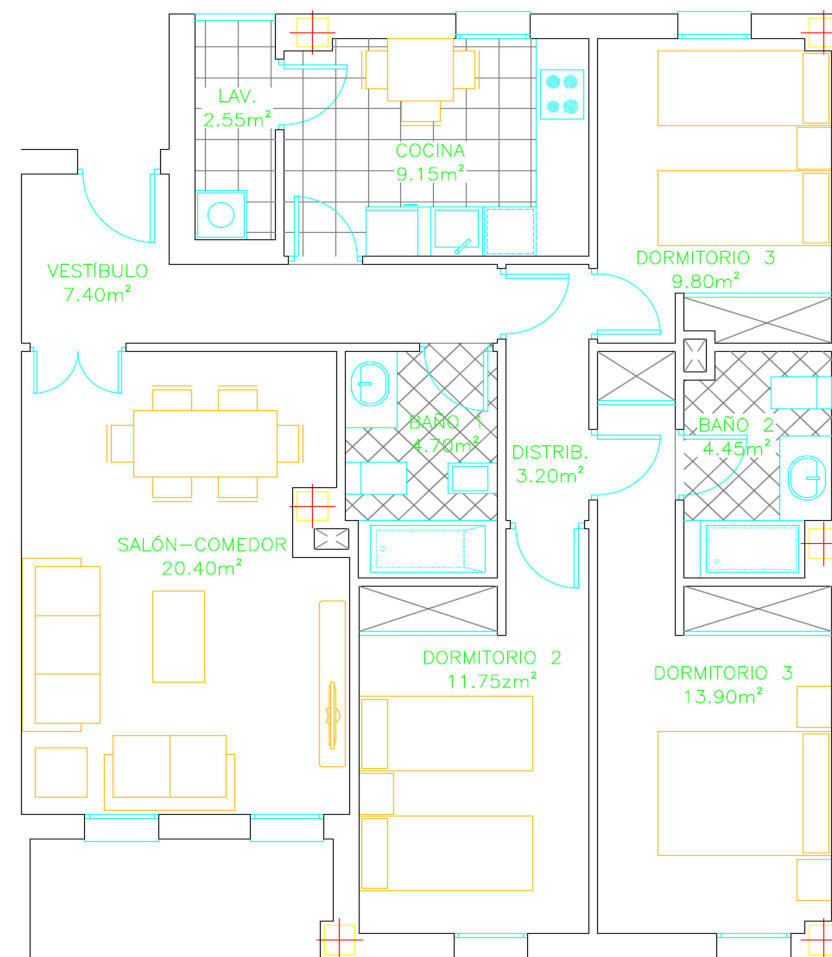 LAV.
2.55m²
COCINA
9.15m²
VESTÍBULO
7.40m²
DORMITORIO 3
9.80m²
BAÑO 1
4.70m²
DISTRIB.
3.20m²
BAÑO 2
4.45m²
SALÓN-COMEDOR
20.40m²
DORMITORIO 2
11.75zm²
DORMITORIO 3
13.90m²